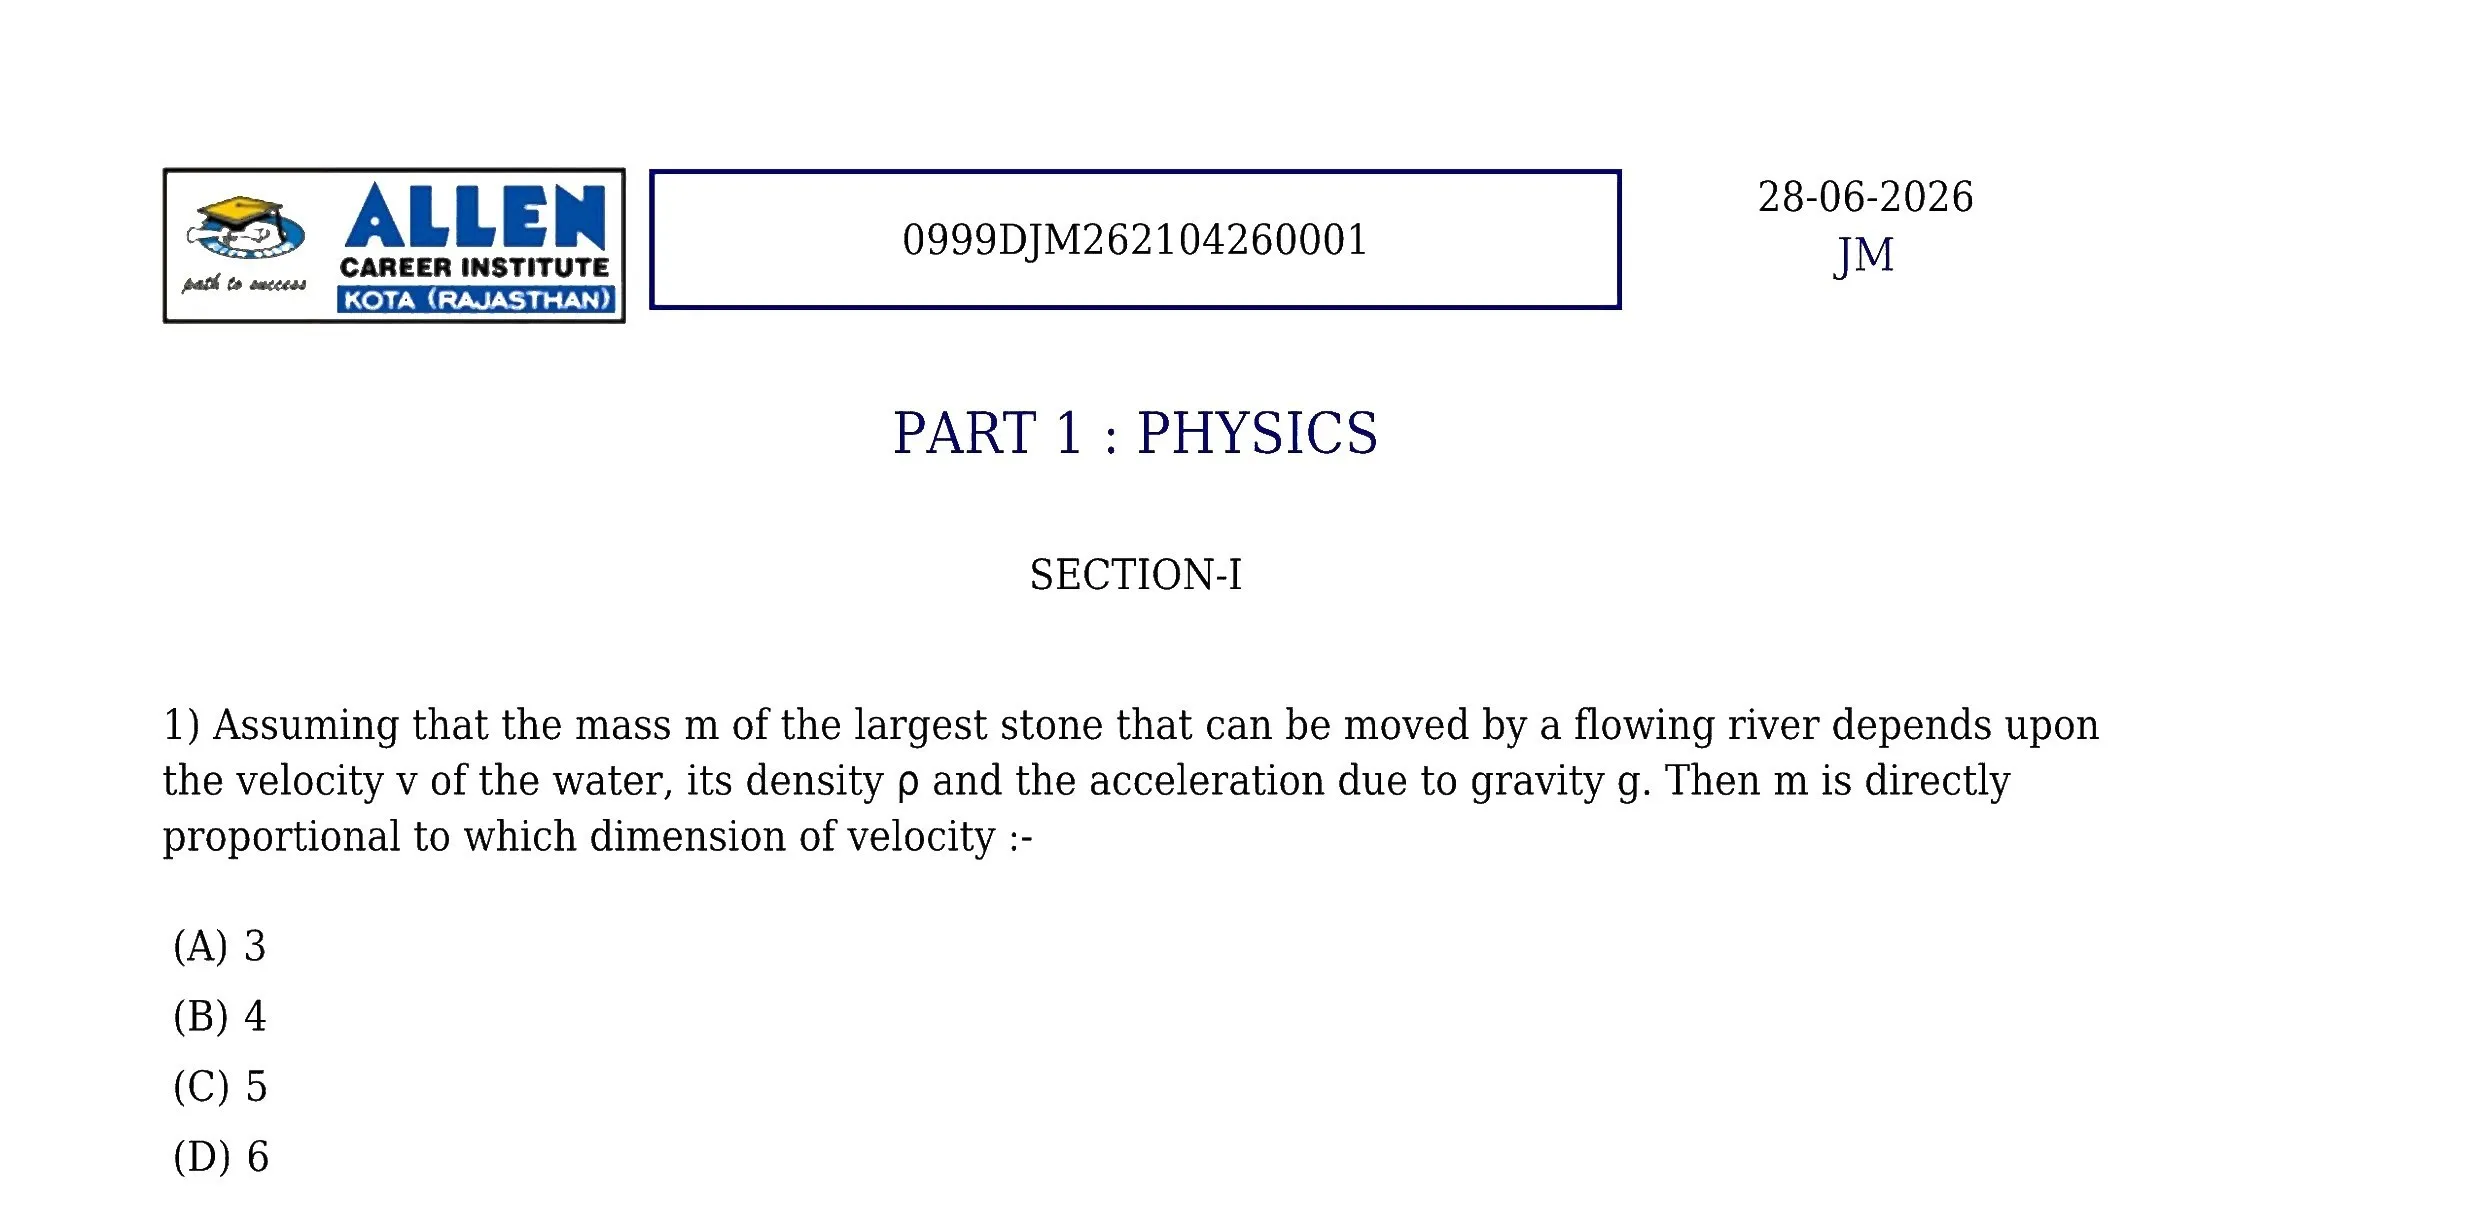 ALLEN
CAREER INSTITUTE
KOTA (RAJASTHAN)
path to success
0999DJM262104260001
28-06-2026
JM
PART 1 : PHYSICS
SECTION-I
1) Assuming that the mass m of the largest stone that can be moved by a flowing river depends upon
the velocity v of the water, its density ρ and the acceleration due to gravity g. Then m is directly
proportional to which dimension of velocity :-
(A) 3
(B) 4
(C) 5
(D) 6